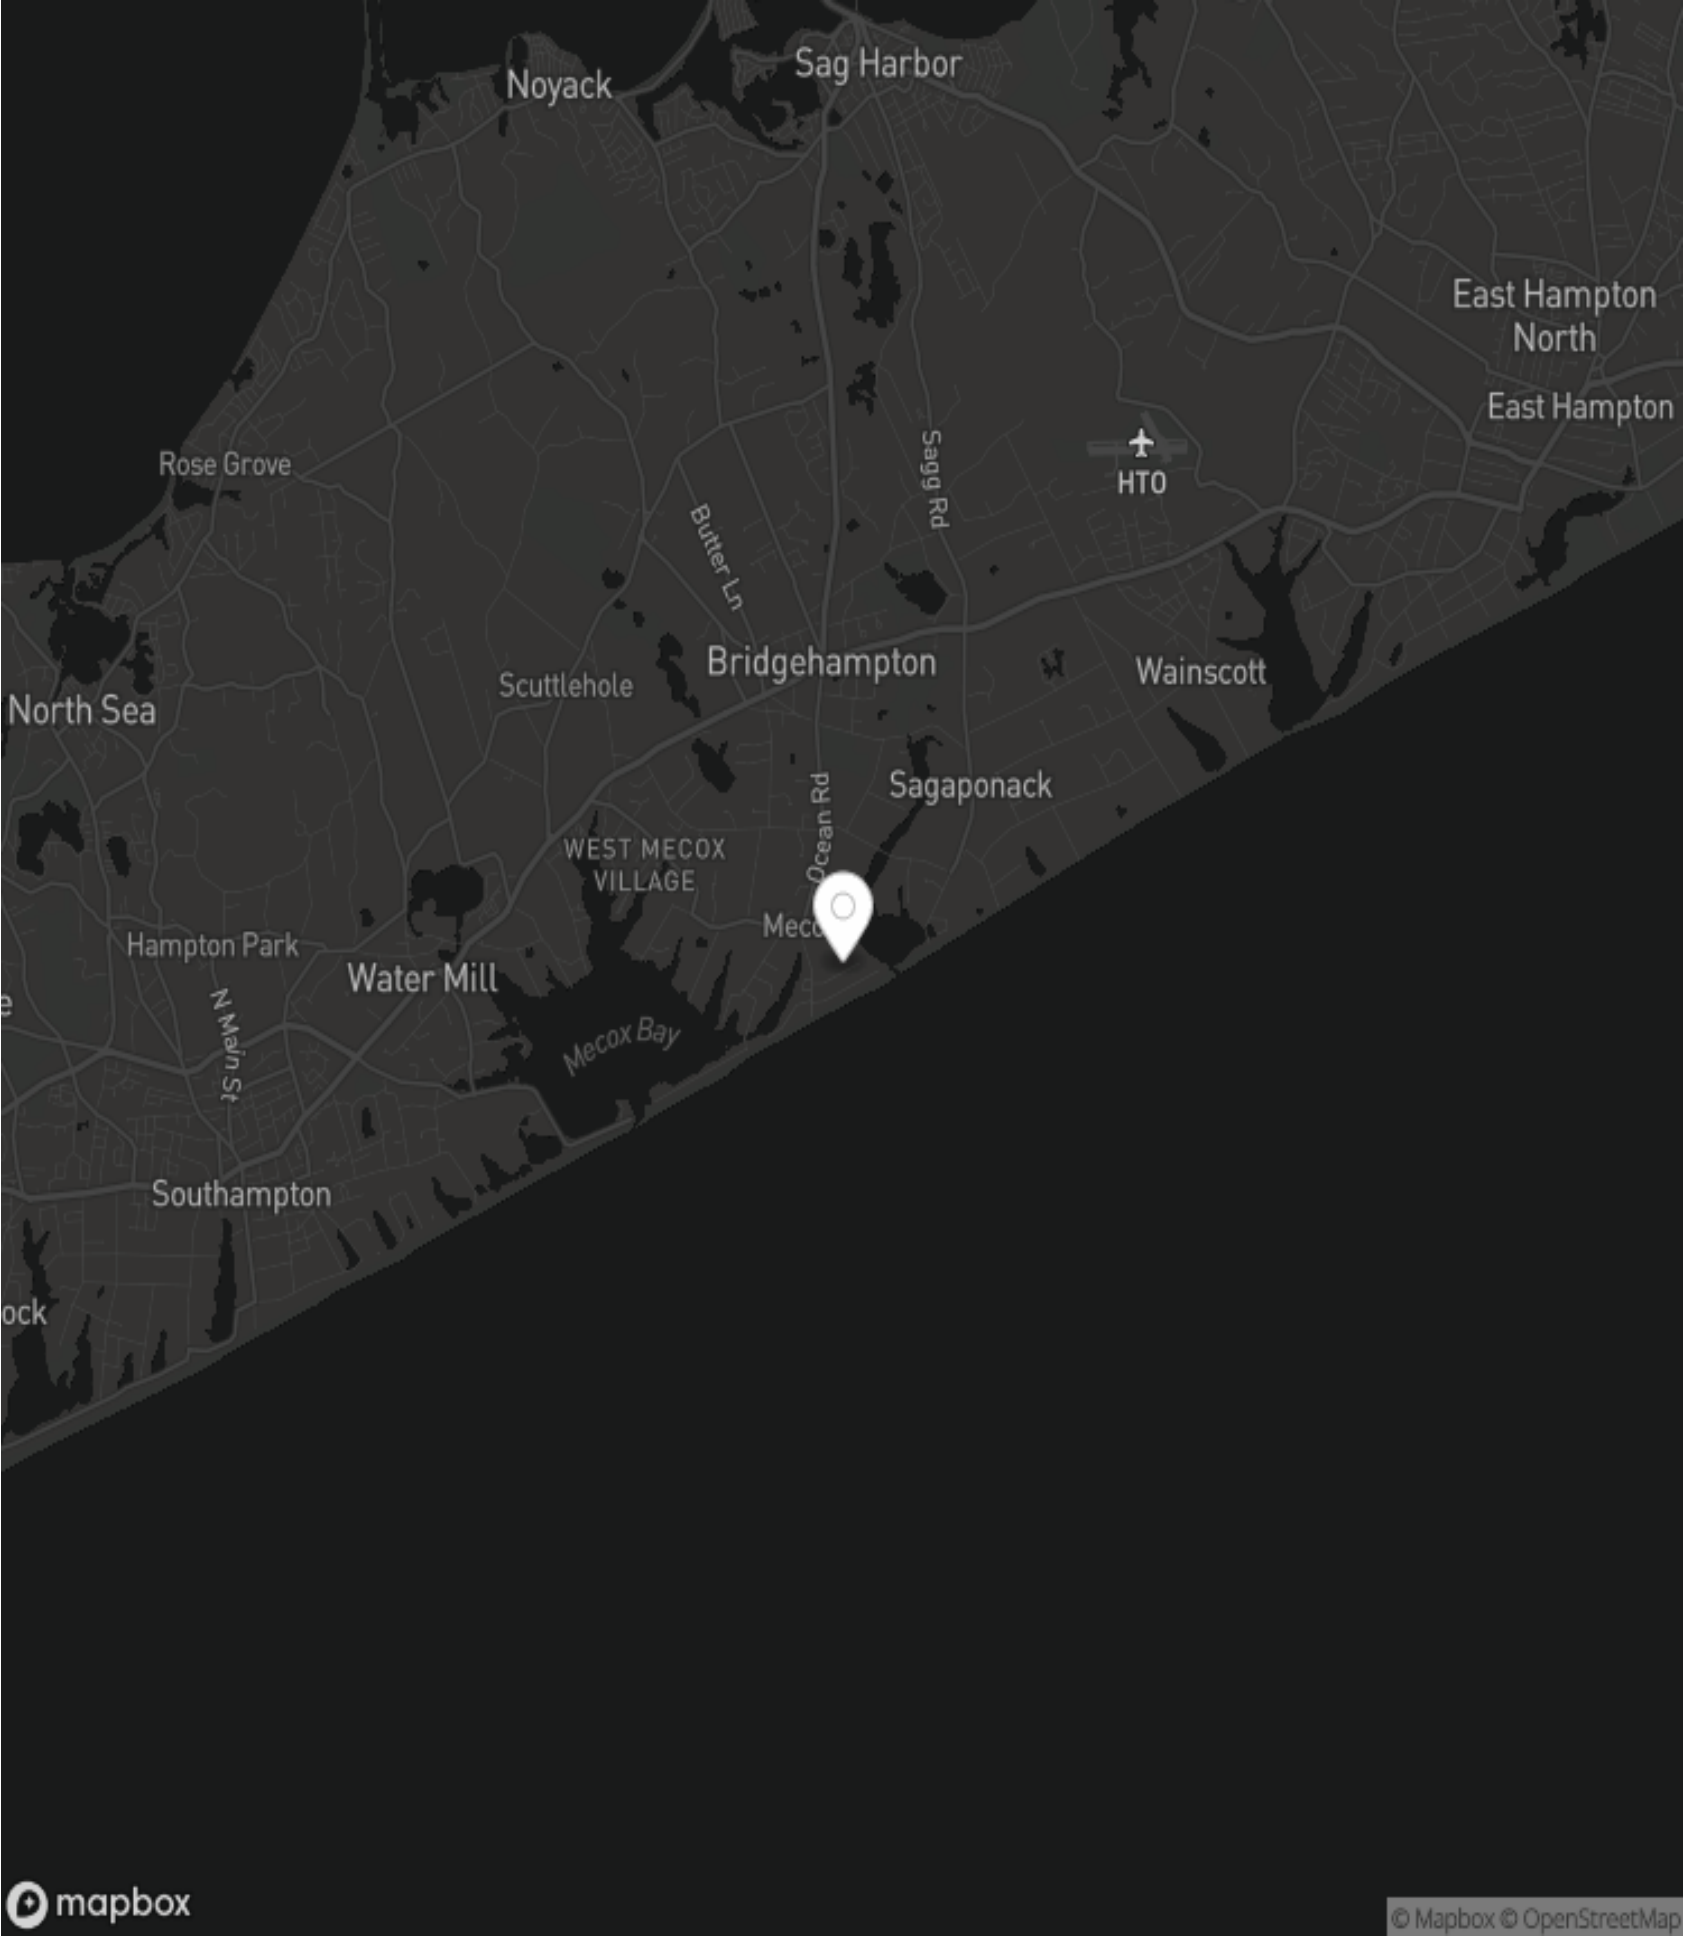 Sag Harbor
Noyack
East Hampton
North
East Hampton
Sagg Rd
Rose Grove
HTO
Butter Ln
Bridgehampton
Wainscott
Scuttlehole
North Sea
Sagaponack
Ocean Rd
WEST MECOX
VILLAGE
Meco
Hampton Park
Water Mill
e
N Main St
Mecox Bay
Southampton
ock
mapbox
© Mapbox © OpenStreetMap